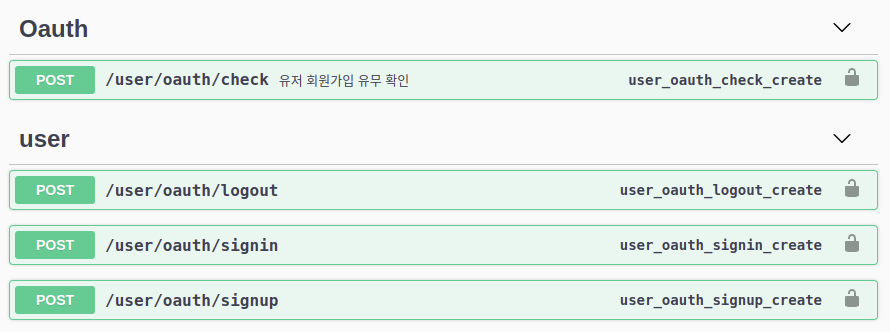 Oauth
POST /user/oauth/check 유저 회원가입 유무 확인 user_oauth_check_create
user
POST /user/oauth/logout user_oauth_logout_create
POST /user/oauth/signin user_oauth_signin_create
POST /user/oauth/signup user_oauth_signup_create